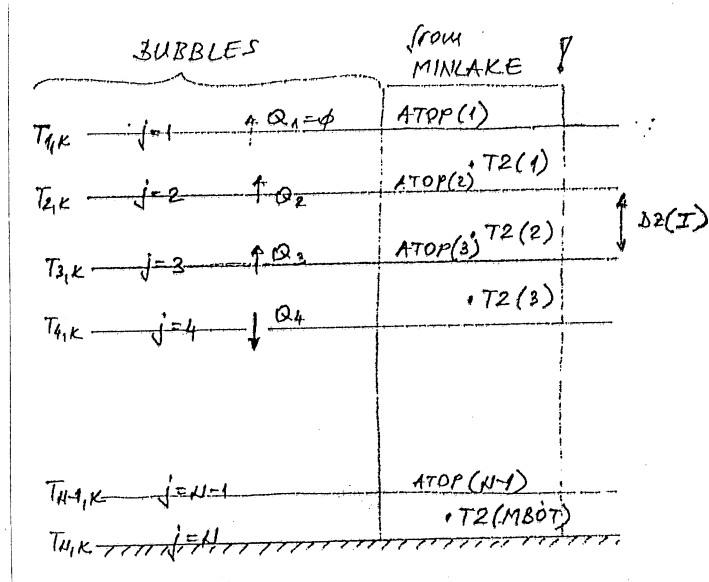 BUBBLES
from
MINLAKE
T1,K j=1 Q1=φ ATOP(1)
T2(1)
T2,K j=2 Q2 ATOP(2)
DZ(I)
T2(2)
T3,K j=3 Q3 ATOP(3)
T2(3)
T4,K j=4 Q4
TN-1,K j=N-1 ATOP(N-1)
T2(MBOT)
TN,K j=N